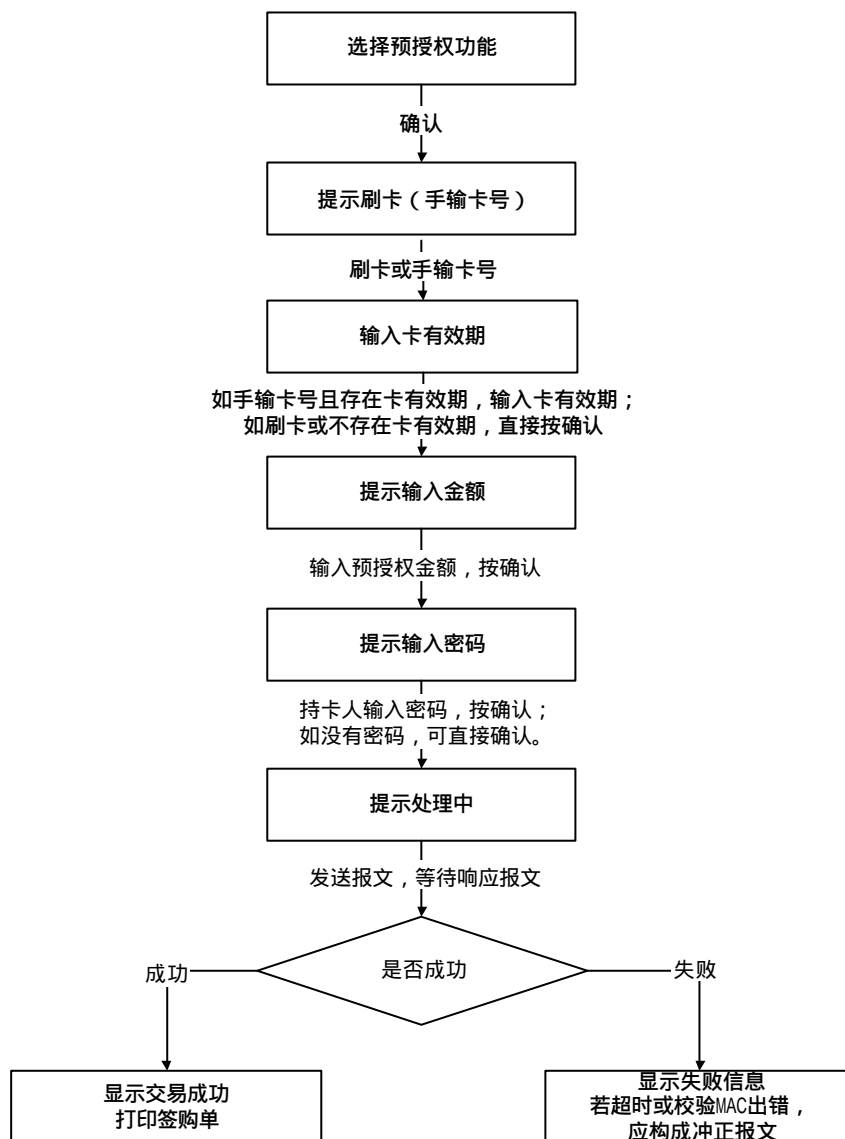 选择预授权功能
确认
提示刷卡（手输卡号）
刷卡或手输卡号
输入卡有效期
如手输卡号且存在卡有效期，输入卡有效期；
如刷卡或不存在卡有效期，直接按确认
提示输入金额
输入预授权金额，按确认
提示输入密码
持卡人输入密码，按确认；
如没有密码，可直接确认。
提示处理中
发送报文，等待响应报文
是否成功
成功
失败
显示交易成功
打印签购单
显示失败信息
若超时或校验MAC出错，
应构成冲正报文